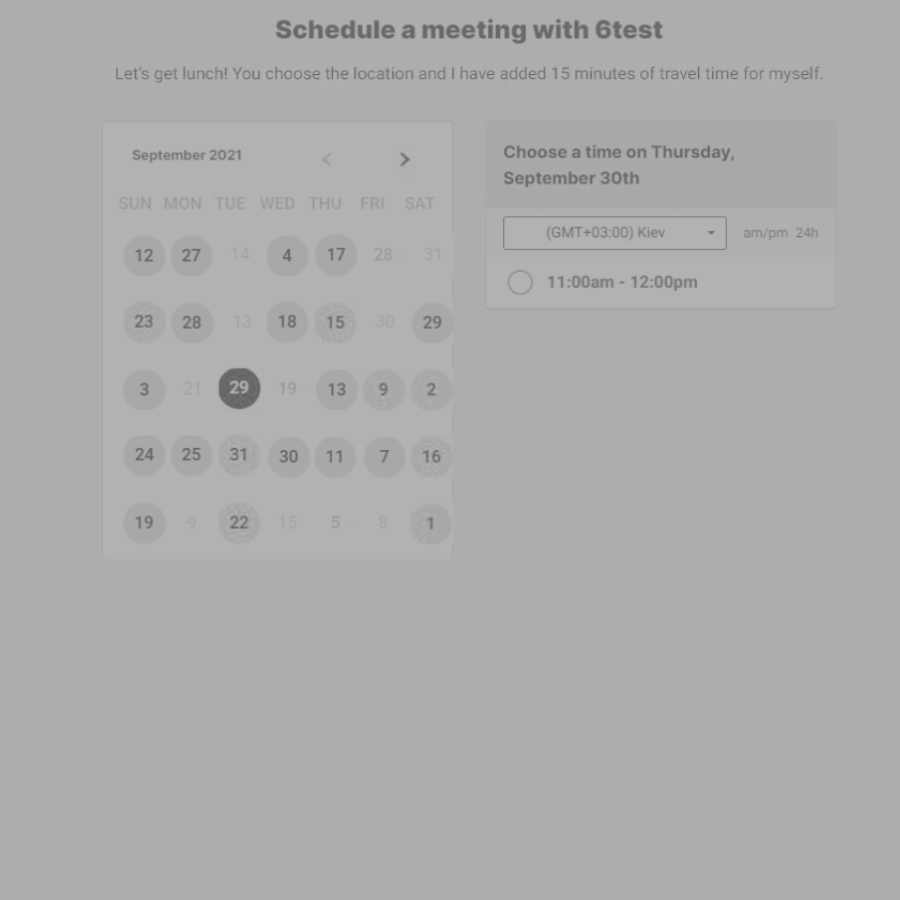 Schedule a meeting with 6test
Let's get lunch! You choose the location and I have added 15 minutes of travel time for myself.
September 2021
SUN MON TUE WED THU FRI SAT
12 27 14 4 17 28 31
23 28 13 18 15 30 29
3 21 29 19 13 9 2
24 25 31 30 11 7 16
19 9 22 15 5 8 1
Choose a time on Thursday,
September 30th
(GMT+03:00) Kiev am/pm 24h
11:00am - 12:00pm